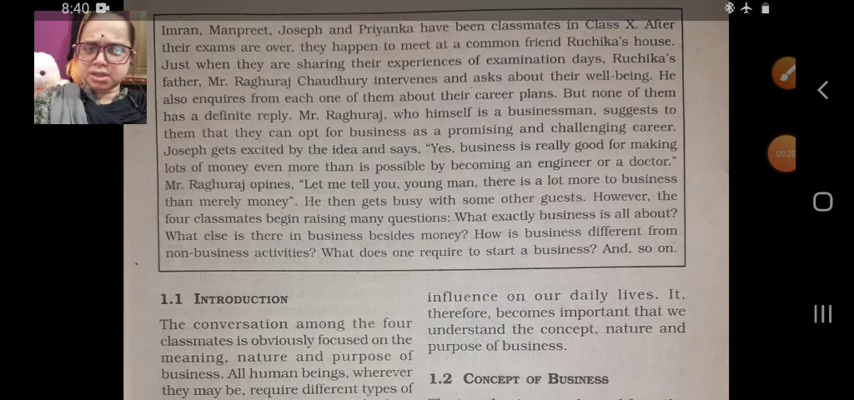 8:40
Imran, Manpreet, Joseph and Priyanka have been classmates in Class X. After
their exams are over, they happen to meet at a common friend Ruchika's house.
Just when they are sharing their experiences of examination days, Ruchika's
father, Mr. Raghuraj Chaudhury intervenes and asks about their well-being. He
also enquires from each one of them about their career plans. But none of them
has a definite reply. Mr. Raghuraj, who himself is a businessman, suggests to
them that they can opt for business as a promising and challenging career.
Joseph gets excited by the idea and says, “Yes, business is really good for making
lots of money even more than is possible by becoming an engineer or a doctor.”
Mr. Raghuraj opines, “Let me tell you, young man, there is a lot more to business
than merely money”. He then gets busy with some other guests. However, the
four classmates begin raising many questions: What exactly business is all about?
What else is there in business besides money? How is business different from
non-business activities? What does one require to start a business? And, so on.
1.1 INTRODUCTION
The conversation among the four
classmates is obviously focused on the
meaning, nature and purpose of
business. All human beings, wherever
they may be, require different types of
influence on our daily lives. It,
therefore, becomes important that we
understand the concept, nature and
purpose of business.
1.2 CONCEPT OF BUSINESS
00:20